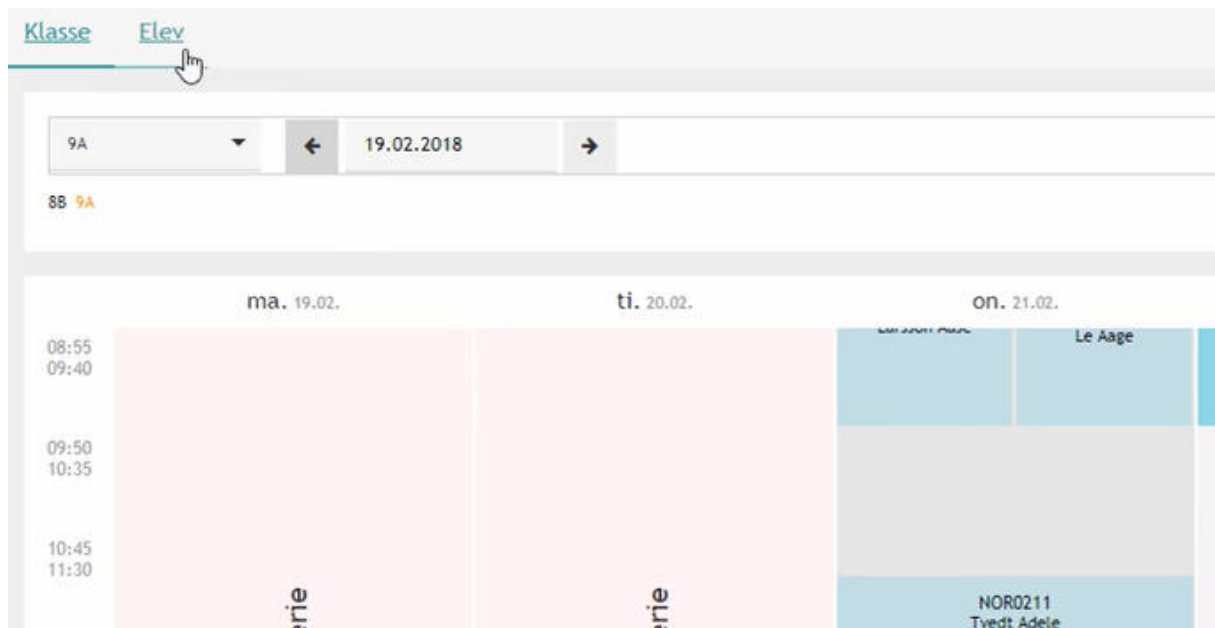 Klasse Elev
9A 19.02.2018
8B 9A
ma. 19.02. ti. 20.02. on. 21.02.
08:55 Le Aage
09:40
09:50
10:35
10:45
11:30
NOR0211
Tvedt Adele